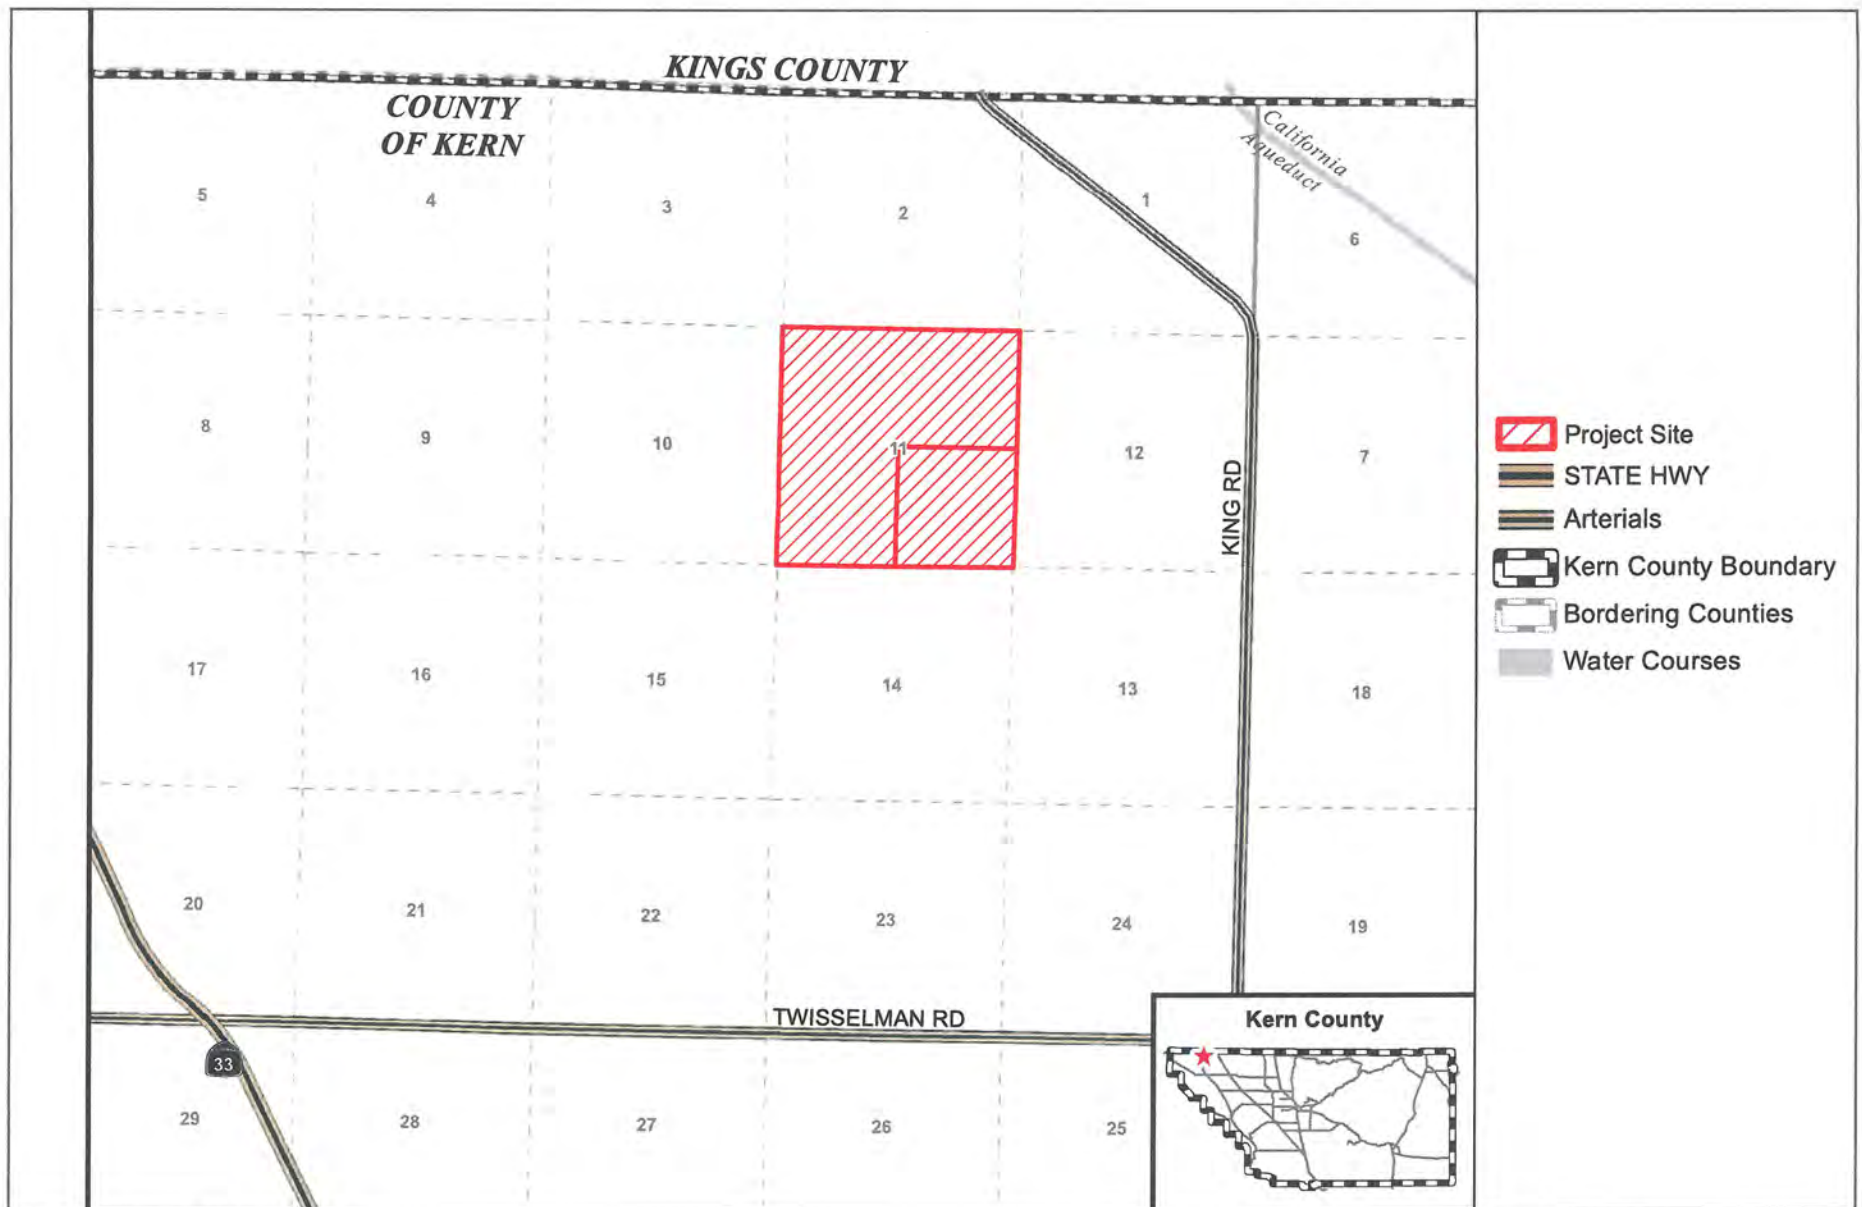 KINGS COUNTY
COUNTY
OF KERN
California
Aqueduct
5
4
3
2
1
6
8
9
10
11
12
7
KING RD
17
16
15
14
13
18
20
21
22
23
24
19
TWISSELMAN RD
33
29
28
27
26
25
Kern County
Project Site
STATE HWY
Arterials
Kern County Boundary
Bordering Counties
Water Courses